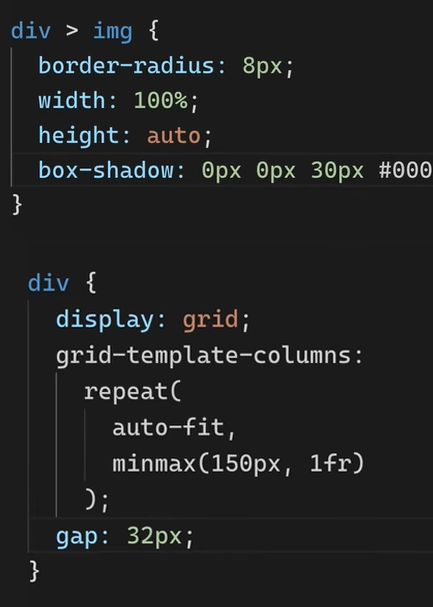 div > img {
border-radius: 8px;
width: 100%;
height: auto;
box-shadow: 0px 0px 30px #000
}
div {
display: grid;
grid-template-columns:
repeat(
auto-fit,
minmax(150px, 1fr)
);
gap: 32px;
}